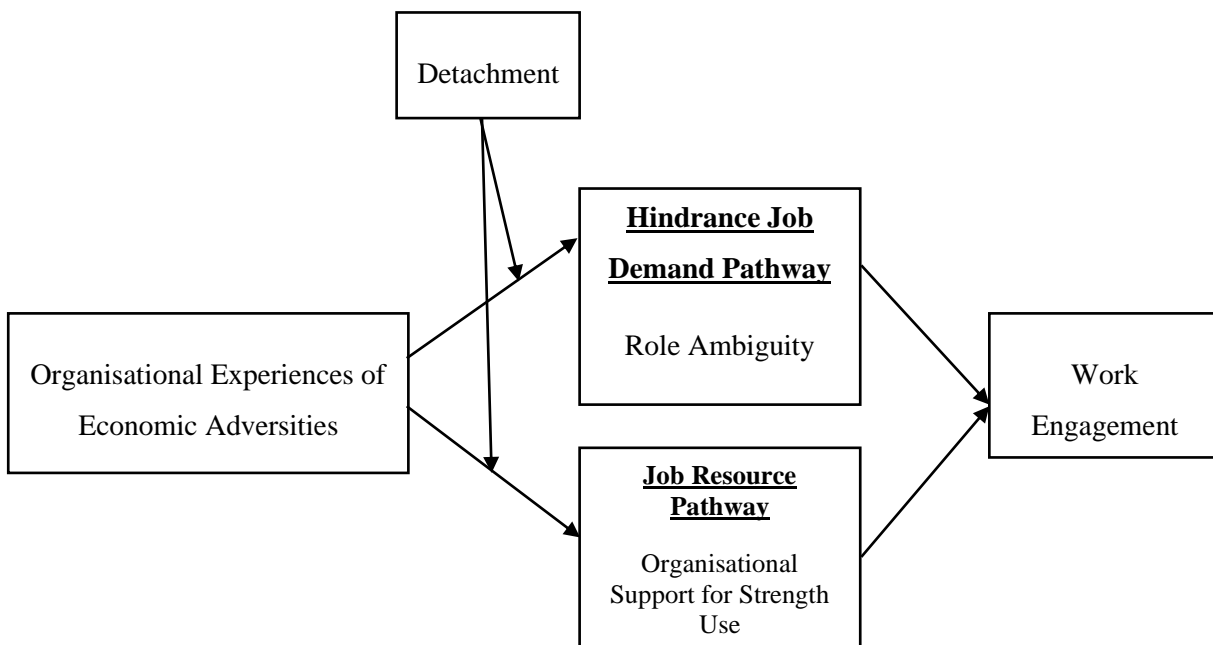 Detachment
Hindrance Job
Demand Pathway
Role Ambiguity
Organisational Experiences of
Economic Adversities
Work
Engagement
Job Resource
Pathway
Organisational
Support for Strength
Use